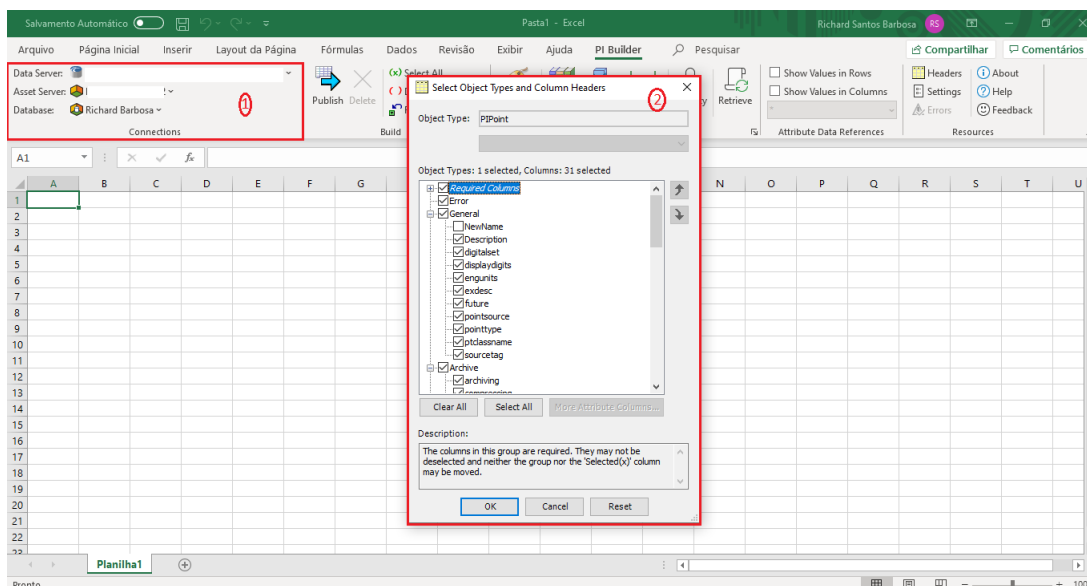 Salvamento Automático
Pasta1 - Excel
Richard Santos Barbosa RS
Arquivo Página Inicial Inserir Layout da Página Fórmulas Dados Revisão Exibir Ajuda PI Builder Pesquisar Compartilhar Comentários
Data Server:
Asset Server:
Database: Richard Barbosa
Connections
1
Publish Delete
(x) Select All
Build
Retrieve
Show Values in Rows
Show Values in Columns
Attribute Data References
Headers About
Settings Help
Errors Feedback
Resources
A1 fx
A B C D E F G N O P Q R S T U
1
2
3
4
5
6
7
8
9
10
11
12
13
14
15
16
17
18
19
20
21
22
23
Select Object Types and Column Headers
2
Object Type: PIPoint
Object Types: 1 selected, Columns: 31 selected
Required Columns
Error
General
NewName
Description
digitalset
displaydigits
engunits
exdesc
future
pointsource
pointtype
ptclassname
sourcetag
Archive
archiving
compressing
Clear All Select All More Attribute Columns...
Description:
The columns in this group are required. They may not be
deselected and neither the group nor the 'Selected(x)' column
may be moved.
OK Cancel Reset
Planilha1
Pronto
100